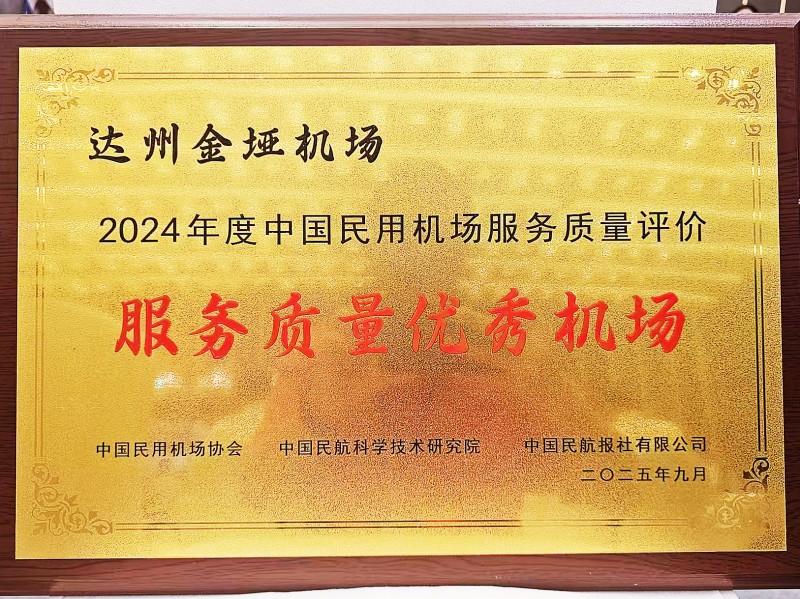 达州金垭机场
2024年度中国民用机场服务质量评价
服务质量优秀机场
中国民用机场协会 中国民航科学技术研究院 中国民航报社有限公司
二〇二五年九月